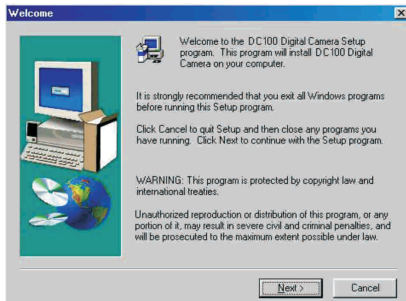 Welcome
Welcome to the DC100 Digital Camera Setup
program. This program will install DC100 Digital
Camera on your computer.
It is strongly recommended that you exit all Windows programs
before running this Setup program.
Click Cancel to quit Setup and then close any programs you
have running. Click Next to continue with the Setup program.
WARNING: This program is protected by copyright law and
international treaties.
Unauthorized reproduction or distribution of this program, or any
portion of it, may result in severe civil and criminal penalties, and
will be prosecuted to the maximum extent possible under law.
Next > Cancel